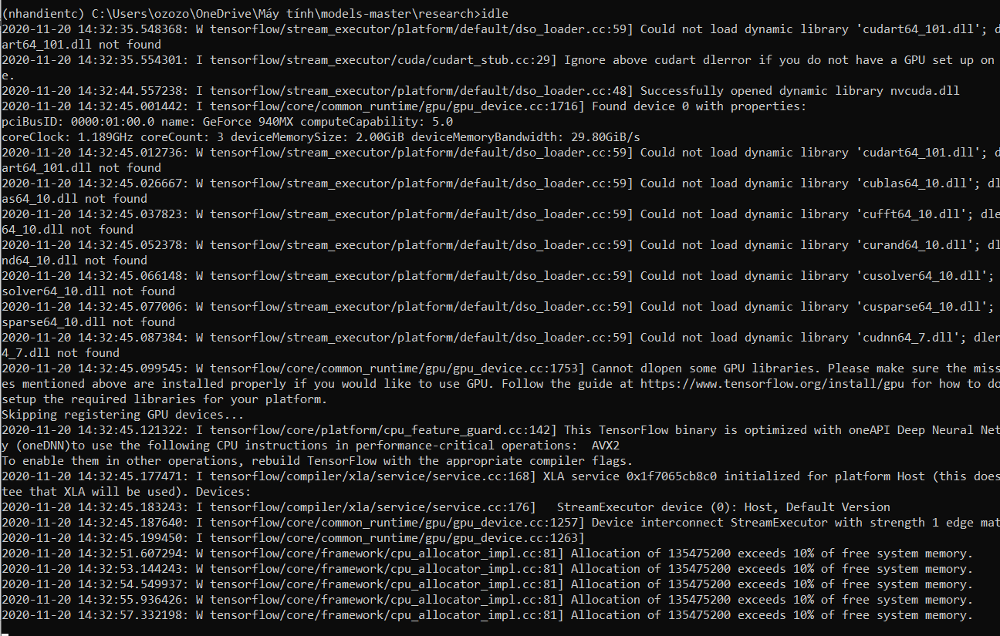 (nhandientc) C:\Users\ozozo\OneDrive\Máy tính\models-master\research>idle
2020-11-20 14:32:35.548368: W tensorflow/stream_executor/platform/default/dso_loader.cc:59] Could not load dynamic library 'cudart64_101.dll'; d
art64_101.dll not found
2020-11-20 14:32:35.554301: I tensorflow/stream_executor/cuda/cudart_stub.cc:29] Ignore above cudart dlerror if you do not have a GPU set up on
e.
2020-11-20 14:32:44.557238: I tensorflow/stream_executor/platform/default/dso_loader.cc:48] Successfully opened dynamic library nvcuda.dll
2020-11-20 14:32:45.001442: I tensorflow/core/common_runtime/gpu/gpu_device.cc:1716] Found device 0 with properties:
pciBusID: 0000:01:00.0 name: GeForce 940MX computeCapability: 5.0
coreClock: 1.189GHz coreCount: 3 deviceMemorySize: 2.00GiB deviceMemoryBandwidth: 29.80GiB/s
2020-11-20 14:32:45.012736: W tensorflow/stream_executor/platform/default/dso_loader.cc:59] Could not load dynamic library 'cudart64_101.dll'; d
art64_101.dll not found
2020-11-20 14:32:45.026667: W tensorflow/stream_executor/platform/default/dso_loader.cc:59] Could not load dynamic library 'cublas64_10.dll'; dl
as64_10.dll not found
2020-11-20 14:32:45.037823: W tensorflow/stream_executor/platform/default/dso_loader.cc:59] Could not load dynamic library 'cufft64_10.dll'; dle
64_10.dll not found
2020-11-20 14:32:45.052378: W tensorflow/stream_executor/platform/default/dso_loader.cc:59] Could not load dynamic library 'curand64_10.dll'; dl
nd64_10.dll not found
2020-11-20 14:32:45.066148: W tensorflow/stream_executor/platform/default/dso_loader.cc:59] Could not load dynamic library 'cusolver64_10.dll';
solver64_10.dll not found
2020-11-20 14:32:45.077006: W tensorflow/stream_executor/platform/default/dso_loader.cc:59] Could not load dynamic library 'cusparse64_10.dll';
sparse64_10.dll not found
2020-11-20 14:32:45.087384: W tensorflow/stream_executor/platform/default/dso_loader.cc:59] Could not load dynamic library 'cudnn64_7.dll'; dler
4_7.dll not found
2020-11-20 14:32:45.099545: W tensorflow/core/common_runtime/gpu/gpu_device.cc:1753] Cannot dlopen some GPU libraries. Please make sure the miss
es mentioned above are installed properly if you would like to use GPU. Follow the guide at https://www.tensorflow.org/install/gpu for how to do
setup the required libraries for your platform.
Skipping registering GPU devices...
2020-11-20 14:32:45.121322: I tensorflow/core/platform/cpu_feature_guard.cc:142] This TensorFlow binary is optimized with oneAPI Deep Neural Net
y (oneDNN)to use the following CPU instructions in performance-critical operations:  AVX2
To enable them in other operations, rebuild TensorFlow with the appropriate compiler flags.
2020-11-20 14:32:45.177471: I tensorflow/compiler/xla/service/service.cc:168] XLA service 0x1f7065cb8c0 initialized for platform Host (this does
tee that XLA will be used). Devices:
2020-11-20 14:32:45.183243: I tensorflow/compiler/xla/service/service.cc:176]   StreamExecutor device (0): Host, Default Version
2020-11-20 14:32:45.187640: I tensorflow/core/common_runtime/gpu/gpu_device.cc:1257] Device interconnect StreamExecutor with strength 1 edge mat
2020-11-20 14:32:45.199450: I tensorflow/core/common_runtime/gpu/gpu_device.cc:1263]
2020-11-20 14:32:51.607294: W tensorflow/core/framework/cpu_allocator_impl.cc:81] Allocation of 135475200 exceeds 10% of free system memory.
2020-11-20 14:32:53.144243: W tensorflow/core/framework/cpu_allocator_impl.cc:81] Allocation of 135475200 exceeds 10% of free system memory.
2020-11-20 14:32:54.549937: W tensorflow/core/framework/cpu_allocator_impl.cc:81] Allocation of 135475200 exceeds 10% of free system memory.
2020-11-20 14:32:55.936426: W tensorflow/core/framework/cpu_allocator_impl.cc:81] Allocation of 135475200 exceeds 10% of free system memory.
2020-11-20 14:32:57.332198: W tensorflow/core/framework/cpu_allocator_impl.cc:81] Allocation of 135475200 exceeds 10% of free system memory.